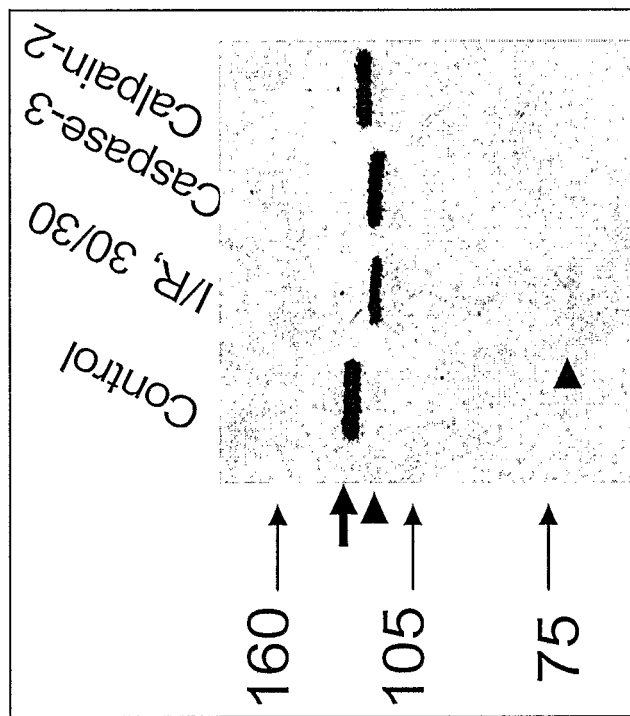 Control
I/R, 30/30
Caspase-3
Calpain-2
160
105
75